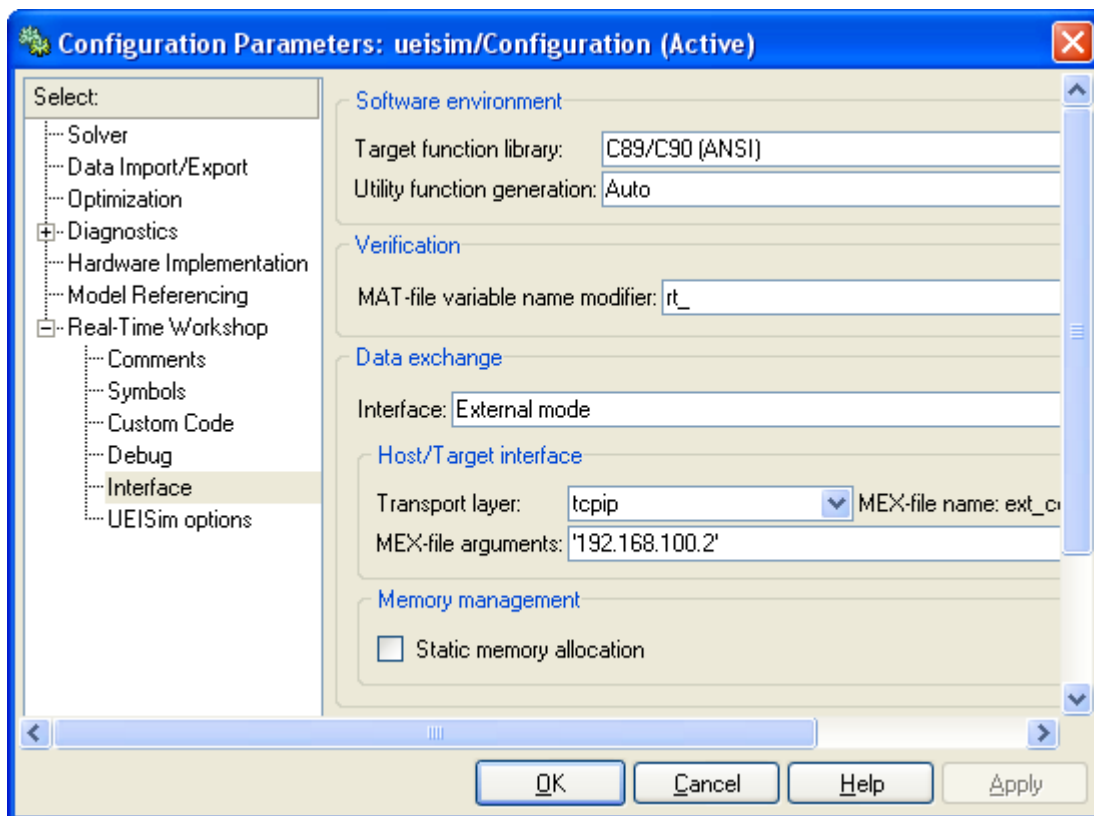 Configuration Parameters: ueisim/Configuration (Active)
Select:
Solver
Data Import/Export
Optimization
Diagnostics
Hardware Implementation
Model Referencing
Real-Time Workshop
Comments
Symbols
Custom Code
Debug
Interface
UEISim options
Software environment
Target function library: C89/C90 (ANSI)
Utility function generation: Auto
Verification
MAT-file variable name modifier: rt_
Data exchange
Interface: External mode
Host/Target interface
Transport layer: tcpip MEX-file name:
MEX-file arguments: '192.168.100.2'
Memory management
Static memory allocation
OK Cancel Help Apply